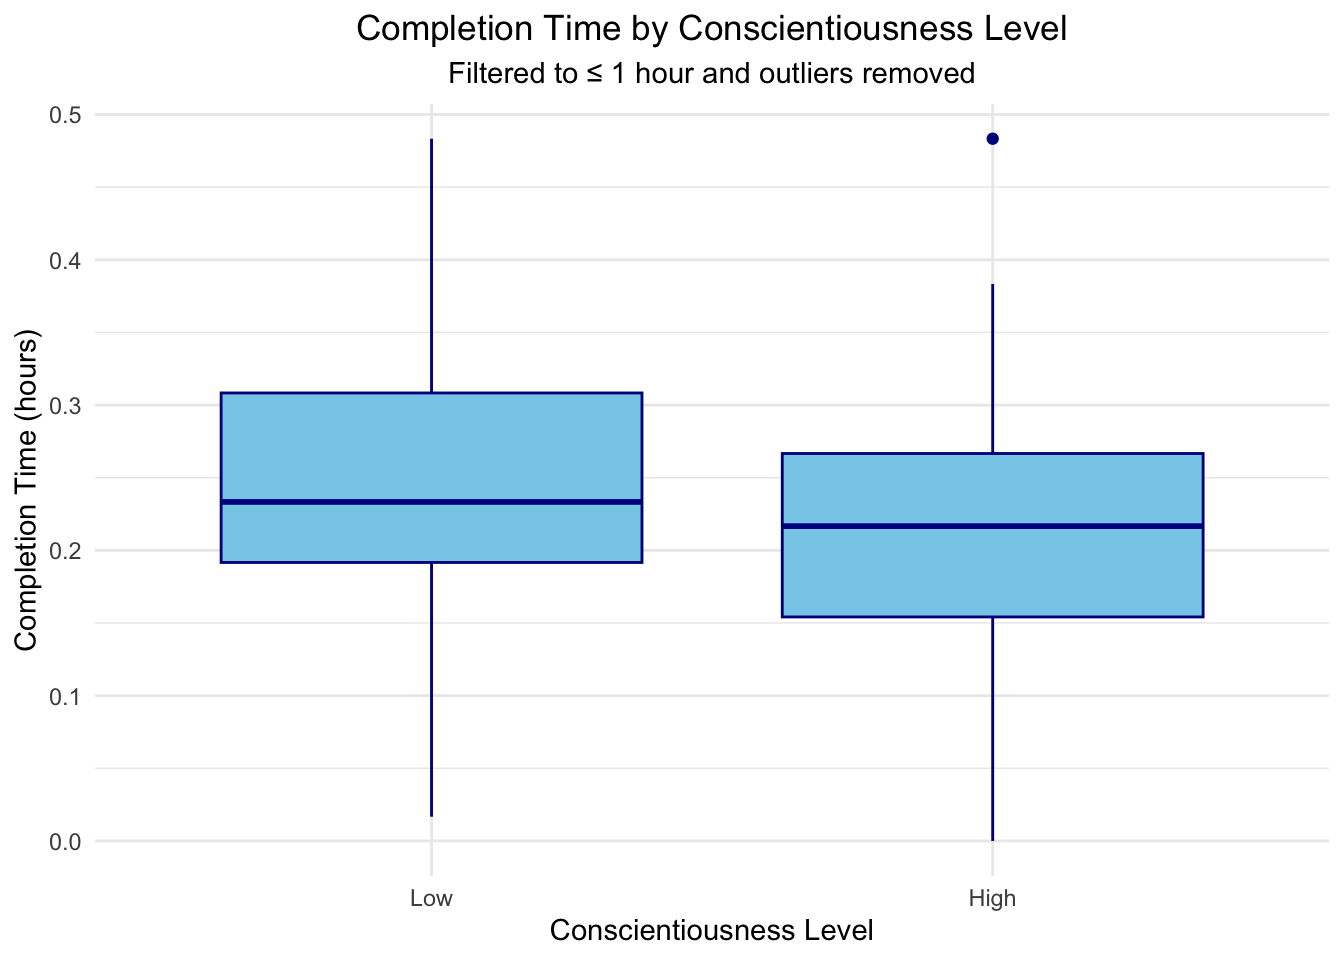 Completion Time by Conscientiousness Level
Filtered to ≤ 1 hour and outliers removed
Completion Time (hours)
0.5
0.4
0.3
0.2
0.1
0.0
Low
High
Conscientiousness Level